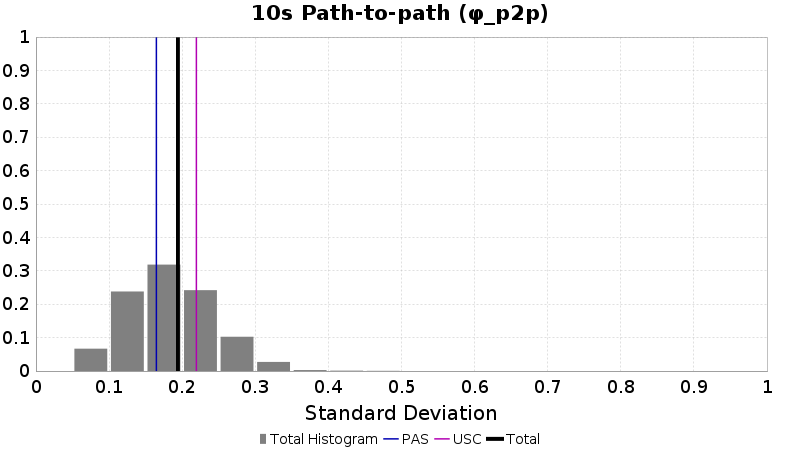 10s Path-to-path (φ_p2p)
1
0.9
0.8
0.7
0.6
0.5
0.4
0.3
0.2
0.1
0
0 0.1 0.2 0.3 0.4 0.5 0.6 0.7 0.8 0.9 1
Standard Deviation
Total Histogram PAS USC Total